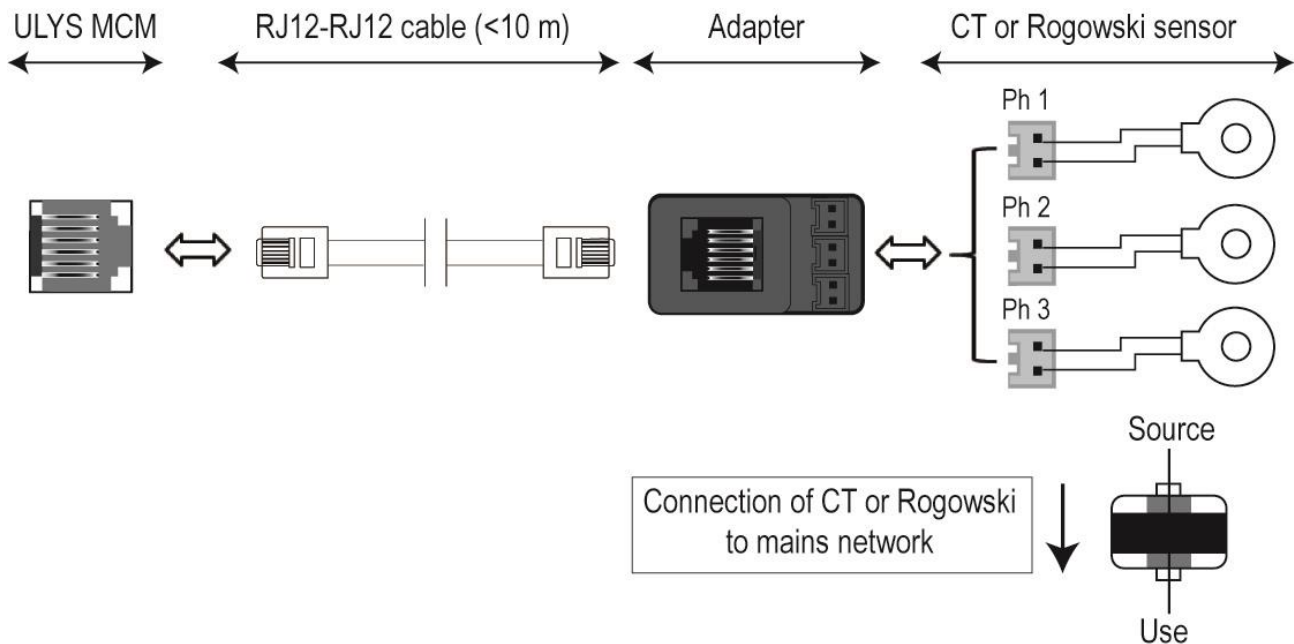 ULYS MCM
RJ12-RJ12 cable (<10 m)
Adapter
CT or Rogowski sensor
Ph 1
Ph 2
Ph 3
Source
Connection of CT or Rogowski
to mains network
Use